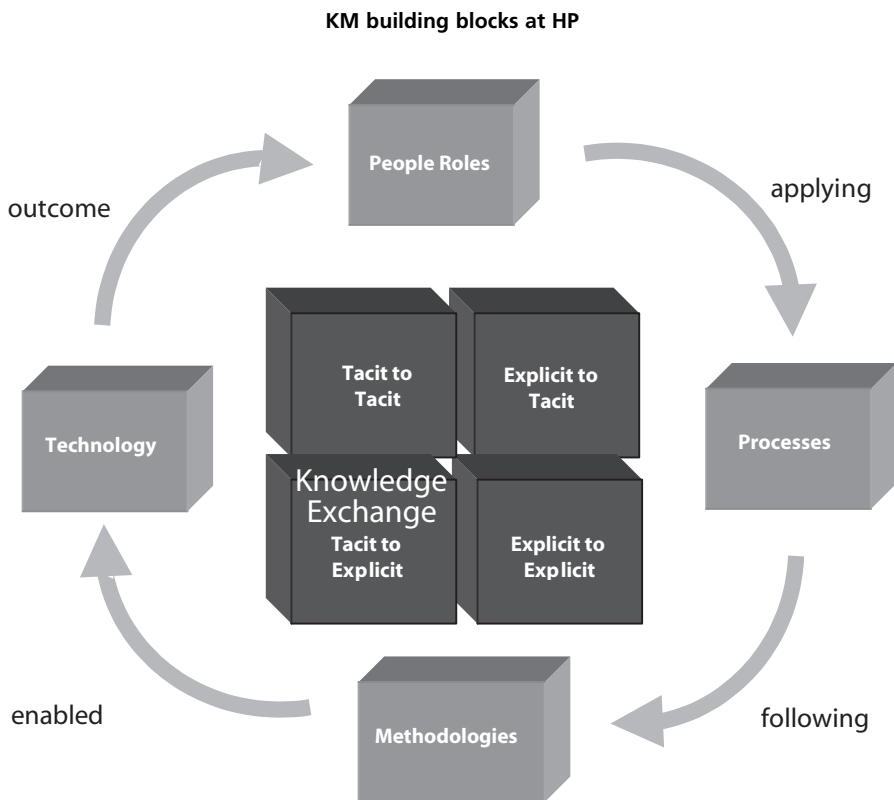 KM building blocks at HP
People Roles
outcome
applying
Tacit to
Tacit
Explicit to
Tacit
Technology
Processes
Knowledge
Exchange
Tacit to
Explicit
Explicit to
Explicit
enabled
Methodologies
following